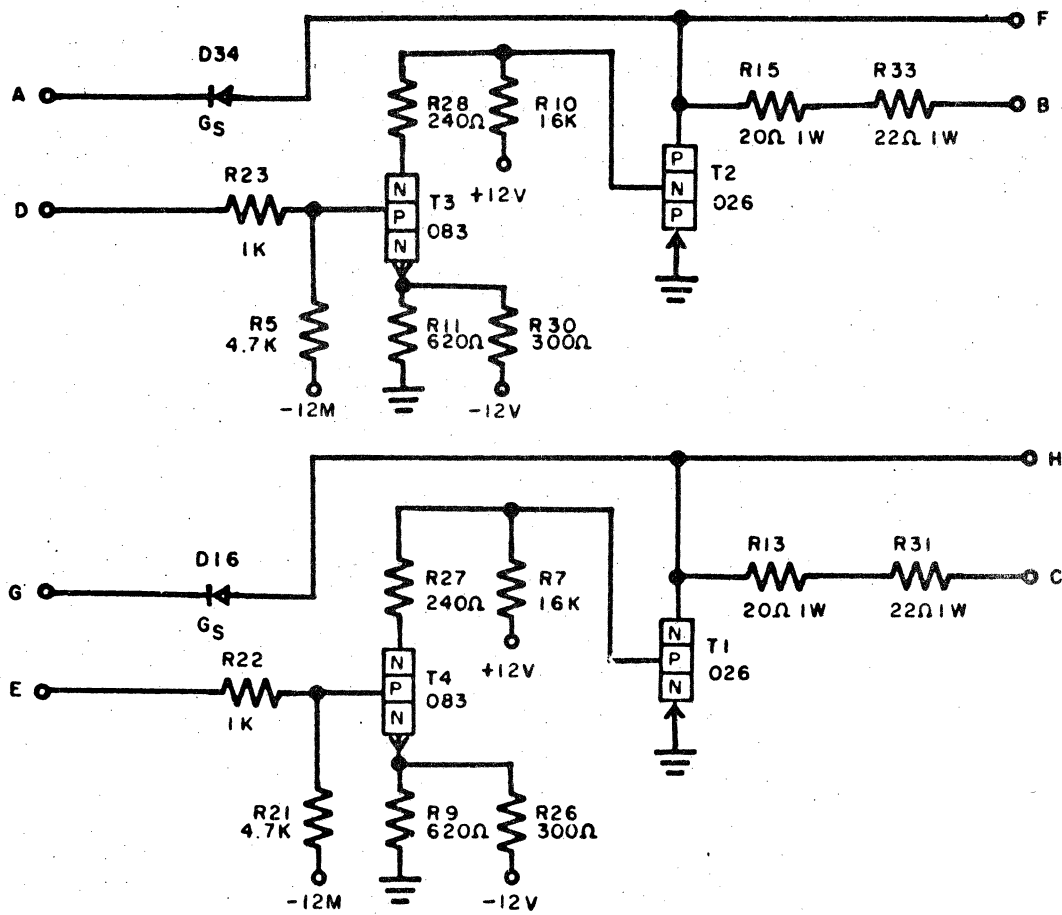 F
D34
A
GS
R28
240Ω
R10
16K
+12V
R15
20Ω 1W
R33
22Ω 1W
B
P
N
P
T2
026
R23
1K
D
N
P
N
T3
083
R5
4.7K
-12M
R11
620Ω
R30
300Ω
-12V
H
D16
G
GS
R27
240Ω
R7
16K
+12V
R13
20Ω 1W
R31
22Ω 1W
C
N
P
N
T1
026
R22
1K
E
N
P
N
T4
083
R21
4.7K
-12M
R9
620Ω
R26
300Ω
-12V